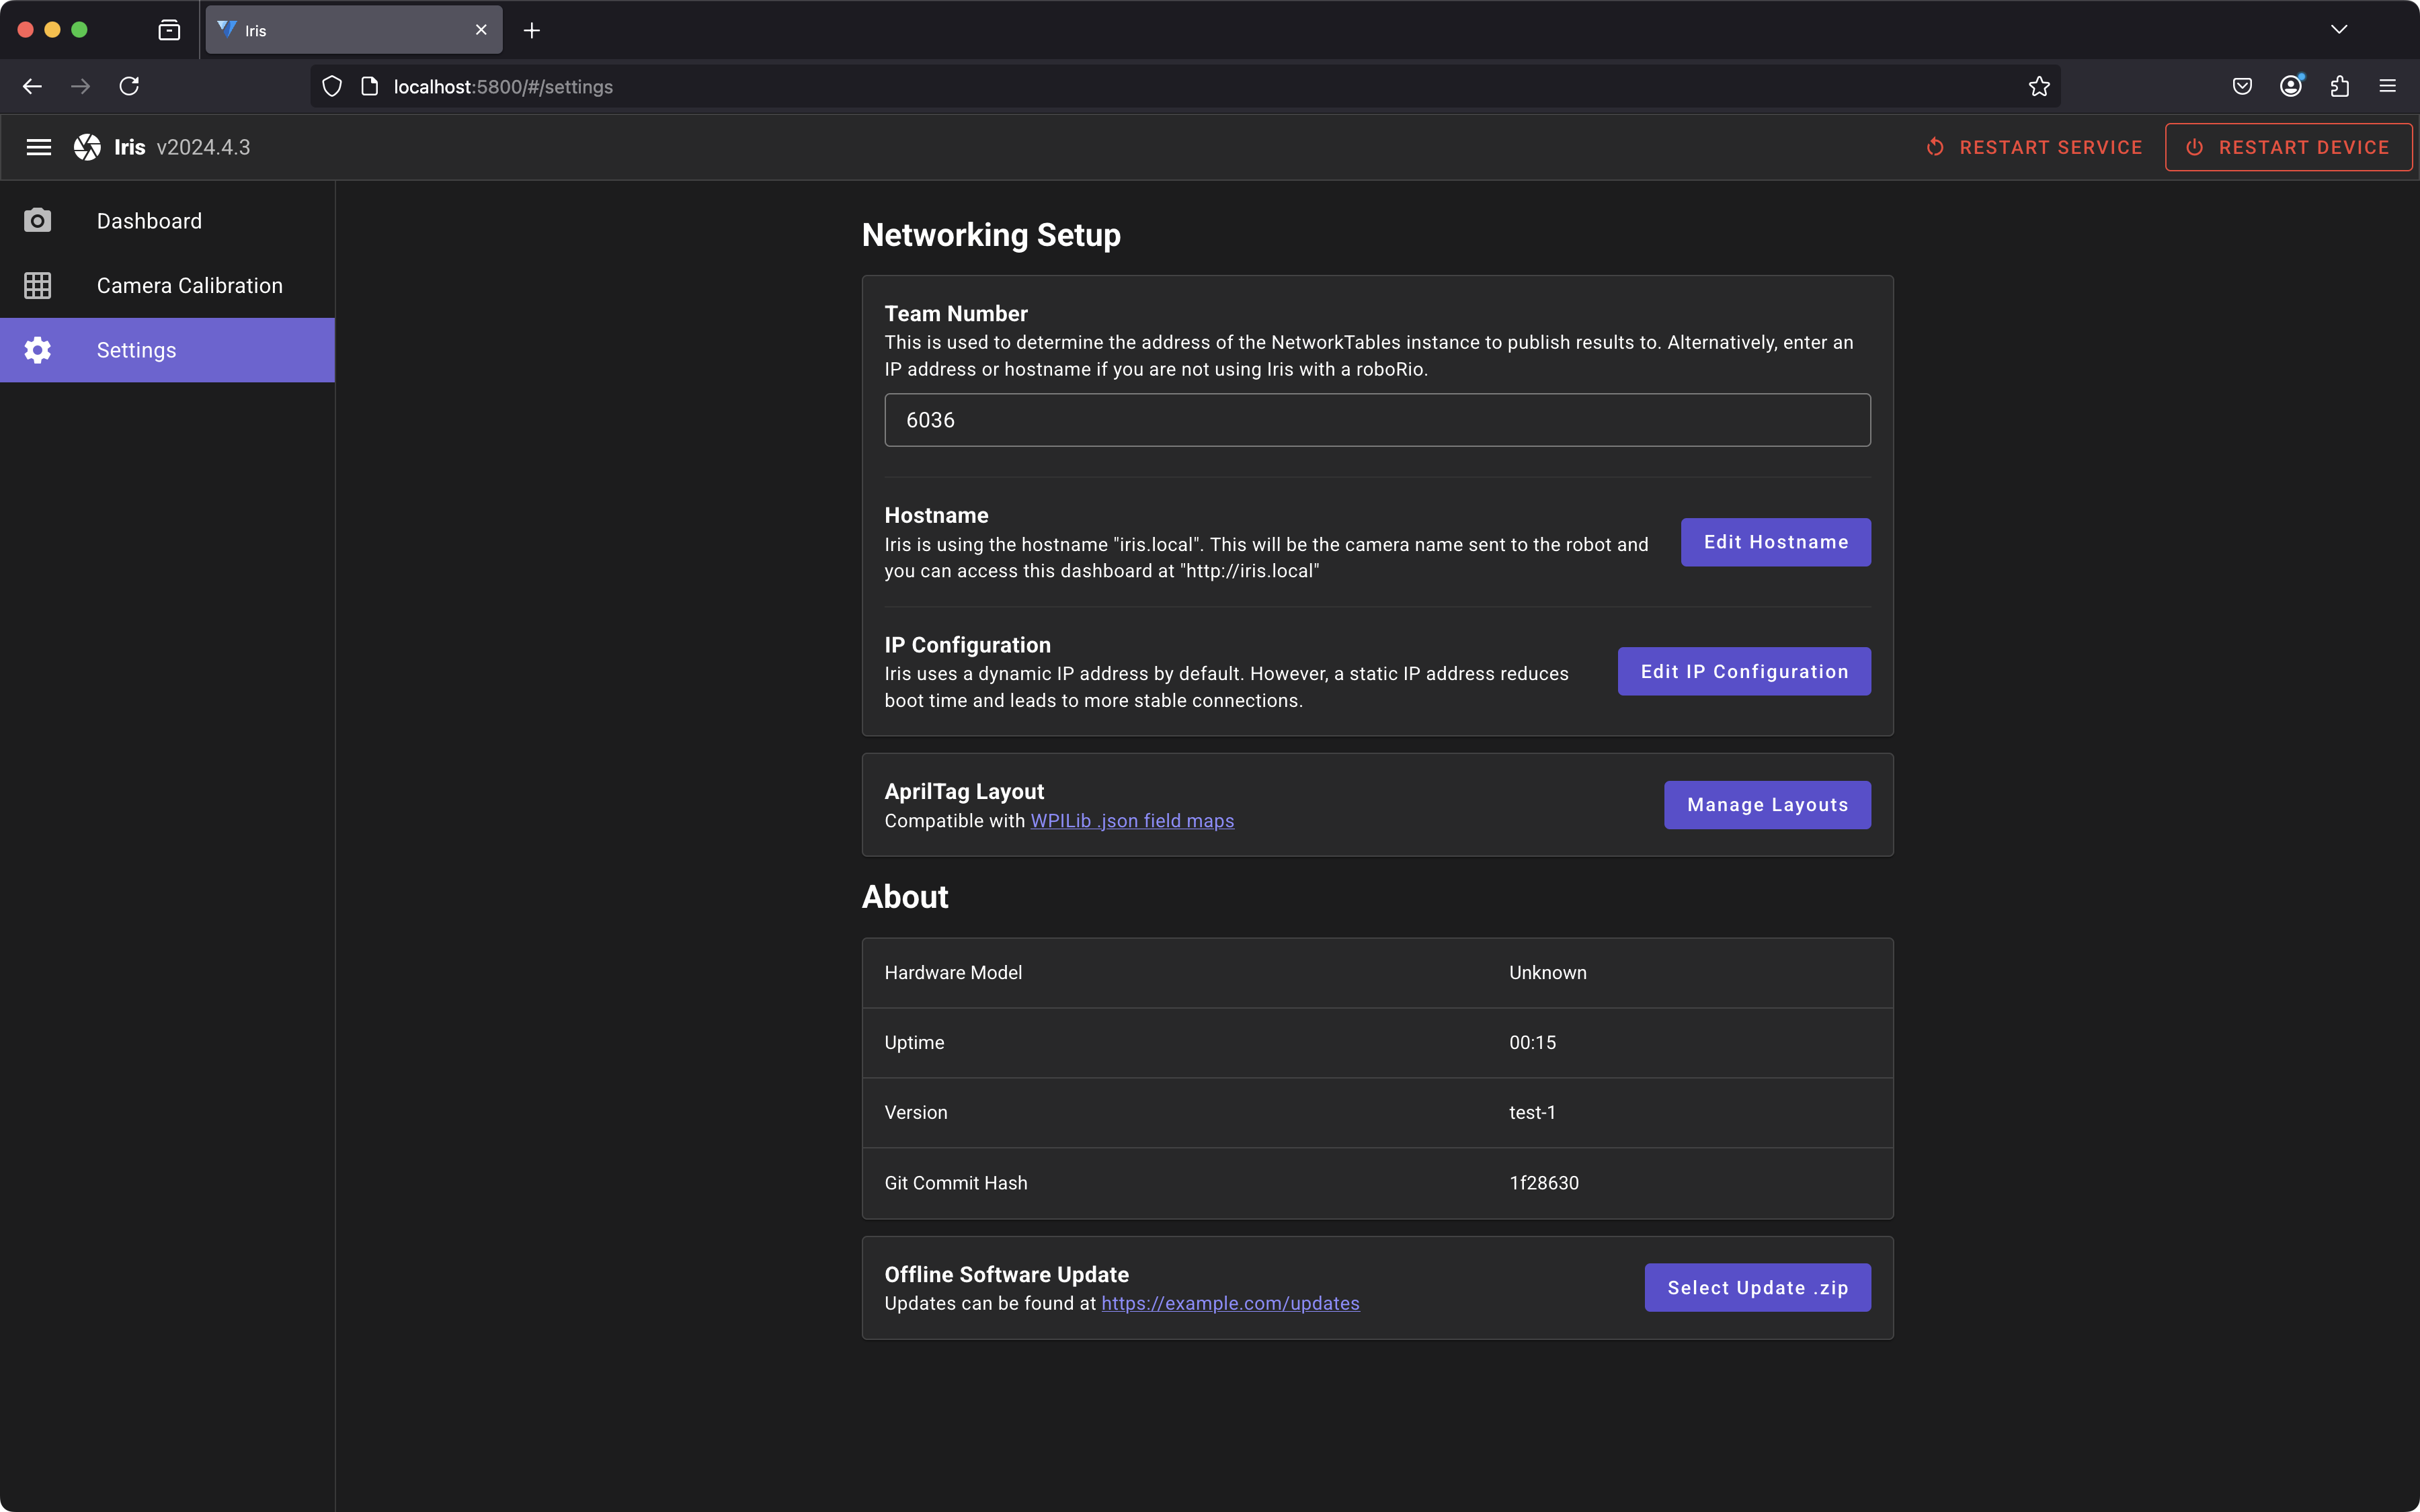 Iris
localhost:5800/#/settings
Iris v2024.4.3
RESTART SERVICE
RESTART DEVICE
Dashboard
Camera Calibration
Settings
Networking Setup
Team Number
This is used to determine the address of the NetworkTables instance to publish results to. Alternatively, enter an
IP address or hostname if you are not using Iris with a roboRio.
6036
Hostname
Iris is using the hostname "iris.local". This will be the camera name sent to the robot and
you can access this dashboard at "http://iris.local"
Edit Hostname
IP Configuration
Iris uses a dynamic IP address by default. However, a static IP address reduces
boot time and leads to more stable connections.
Edit IP Configuration
AprilTag Layout
Compatible with WPILib .json field maps
Manage Layouts
About
Hardware Model Unknown
Uptime 00:15
Version test-1
Git Commit Hash 1f28630
Offline Software Update
Updates can be found at https://example.com/updates
Select Update .zip